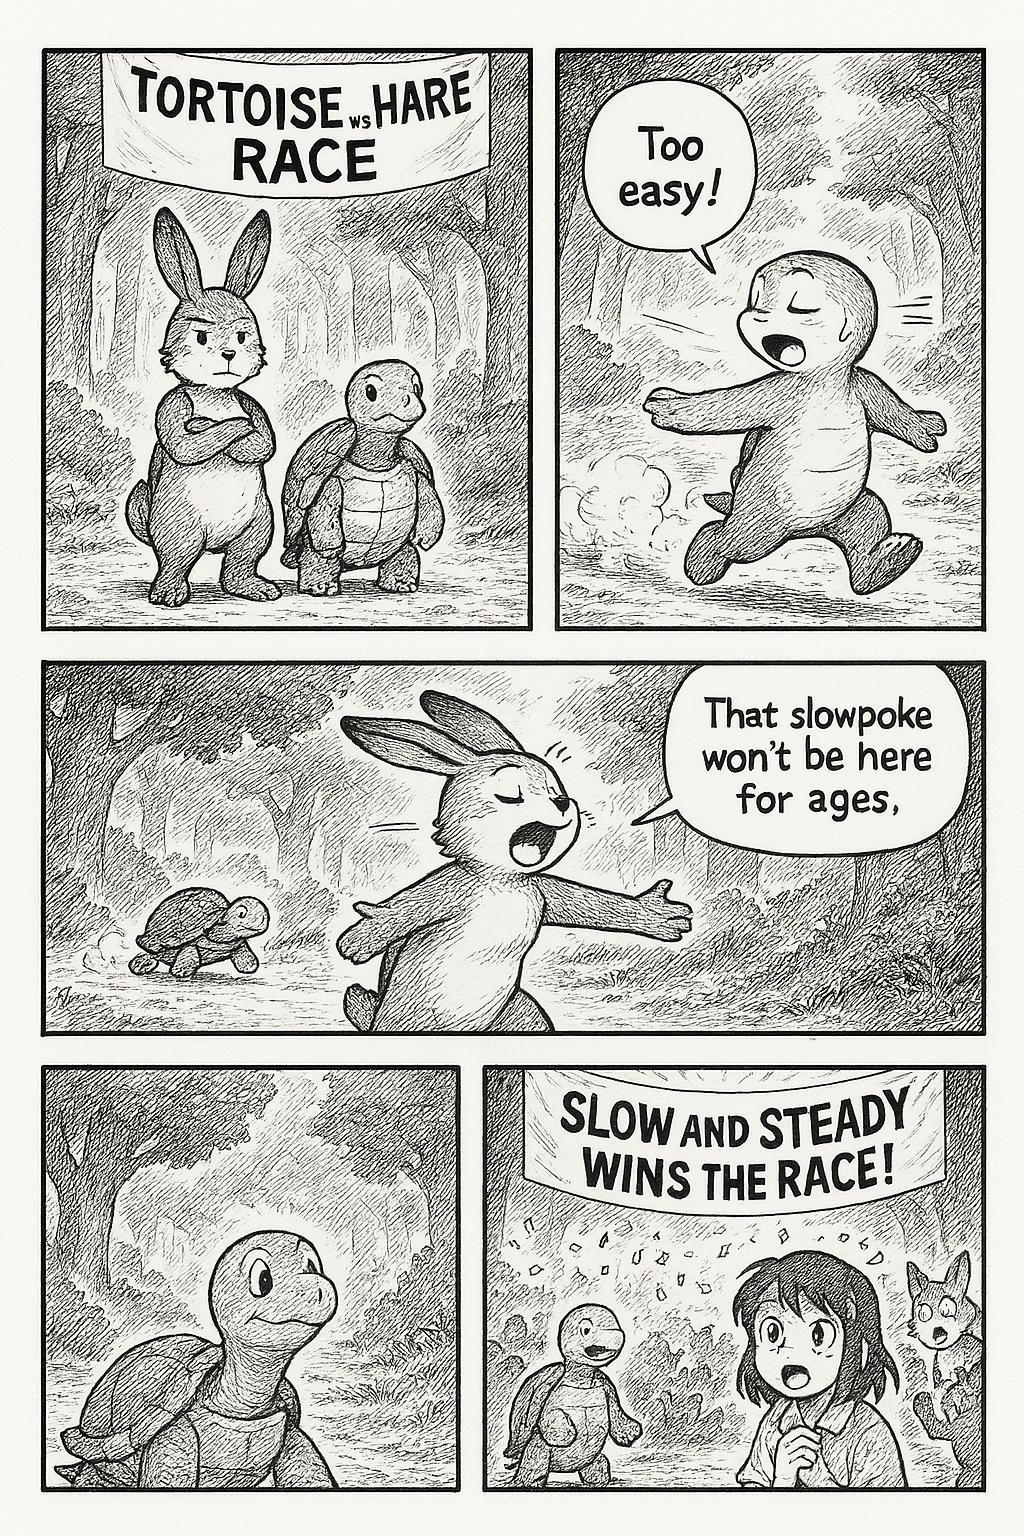 TORTOISE ws HARE
RACE
Too
easy!
That slowpoke
won't be here
for ages,
SLOW AND STEADY
WINS THE RACE!